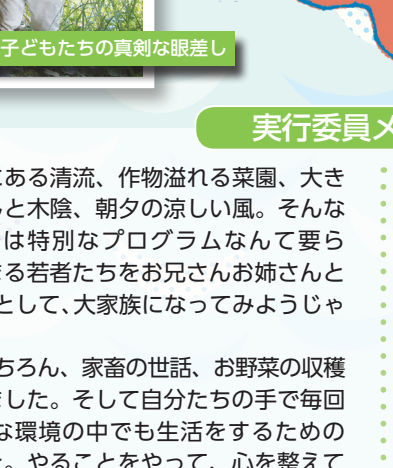 子どもたちの真剣な眼差し
実行委員メ
ある清流、作物溢れる菜園、大き
と木陰、朝夕の涼しい風。そんな
は特別なプログラムなんて要ら
る若者たちをお兄さんお姉さんと
として、大家族になってみようじゃ
ちろん、家畜の世話、お野菜の収穫
ました。そして自分たちの手で毎回
な環境の中でも生活をするための
。やることをやって、心を整えて